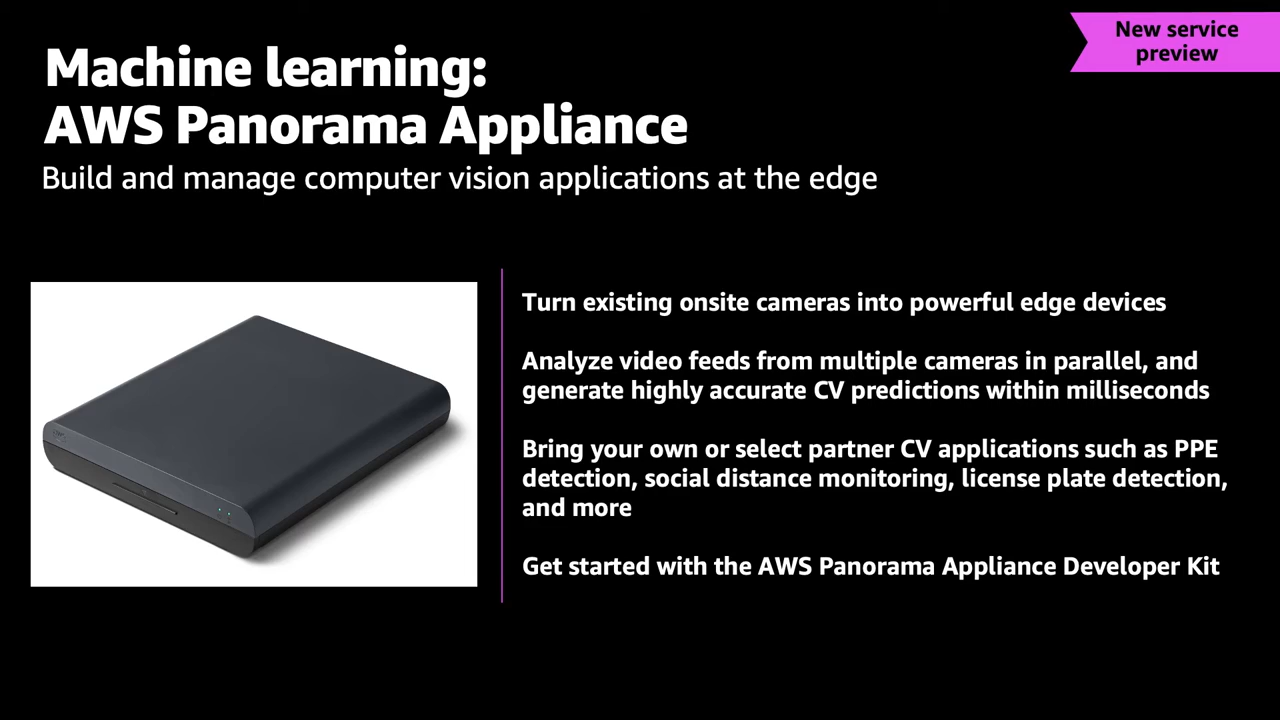 New service
preview
Machine learning:
AWS Panorama Appliance
Build and manage computer vision applications at the edge
Turn existing onsite cameras into powerful edge devices
Analyze video feeds from multiple cameras in parallel, and
generate highly accurate CV predictions within milliseconds
Bring your own or select partner CV applications such as PPE
detection, social distance monitoring, license plate detection,
and more
Get started with the AWS Panorama Appliance Developer Kit
aws